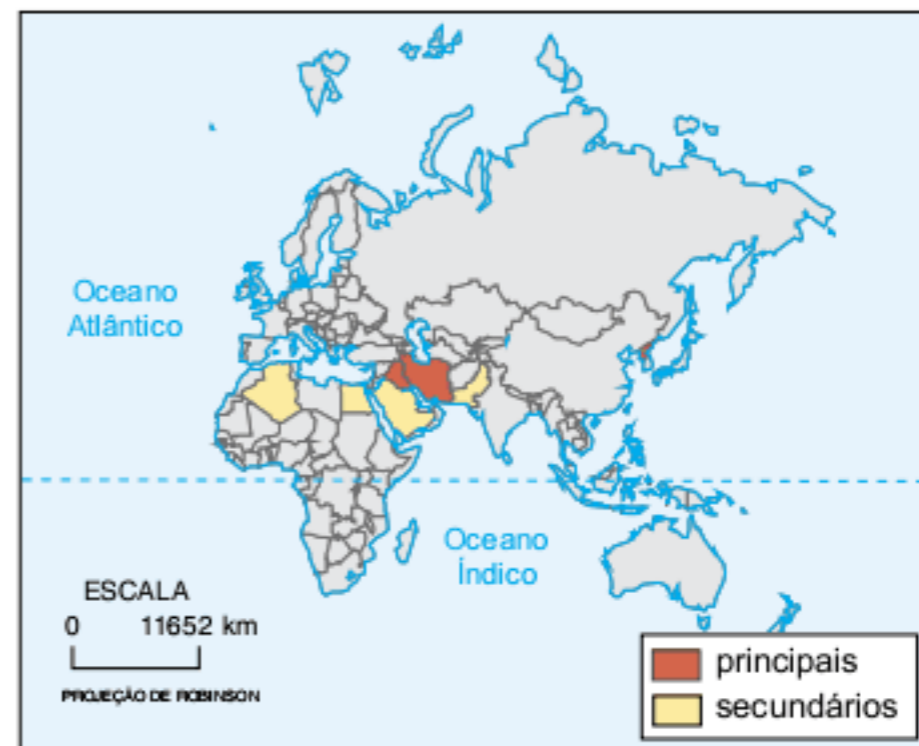 Oceano
Atlântico
Oceano
Índico
ESCALA
0 11652 km
PROJEÇÃO DE ROBINSON
principais
secundários